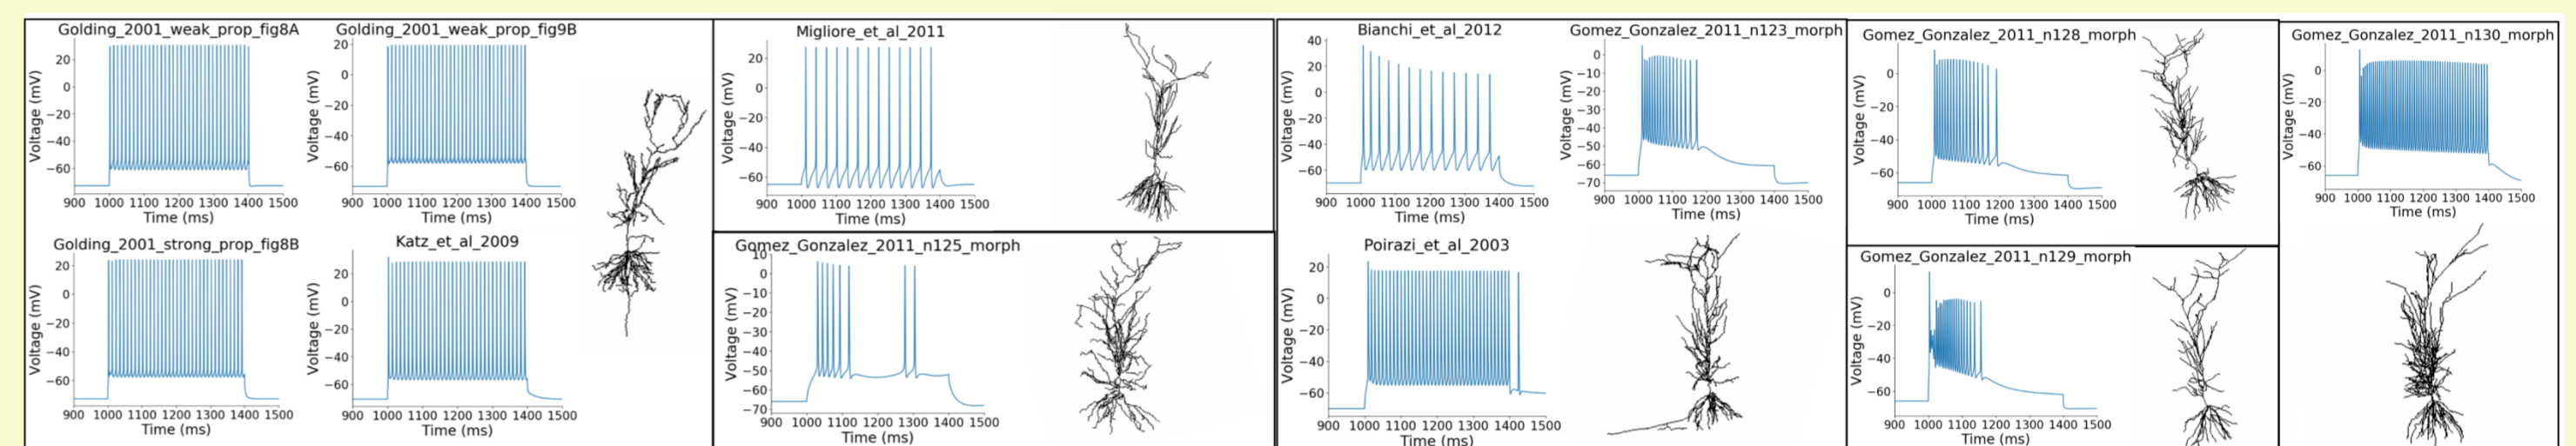 Golding_2001_weak_prop_fig8A
Voltage (mV)
20
0
−20
−40
−60
900 1000 1100 1200 1300 1400 1500
Time (ms)
Golding_2001_weak_prop_fig9B
Voltage (mV)
20
0
−20
−40
−60
900 1000 1100 1200 1300 1400 1500
Time (ms)
Golding_2001_strong_prop_fig8B
Voltage (mV)
20
0
−20
−40
−60
900 1000 1100 1200 1300 1400 1500
Time (ms)
Katz_et_al_2009
Voltage (mV)
20
0
−20
−40
−60
900 1000 1100 1200 1300 1400 1500
Time (ms)
Migliore_et_al_2011
Voltage (mV)
20
0
−20
−40
−60
900 1000 1100 1200 1300 1400 1500
Time (ms)
Gomez_Gonzalez_2011_n125_morph
Voltage (mV)
10
0
−10
−20
−30
−40
−50
−60
−70
900 1000 1100 1200 1300 1400 1500
Time (ms)
Bianchi_et_al_2012
Voltage (mV)
40
20
0
−20
−40
−60
900 1000 1100 1200 1300 1400 1500
Time (ms)
Gomez_Gonzalez_2011_n123_morph
Voltage (mV)
0
−10
−20
−30
−40
−50
−60
−70
900 1000 1100 1200 1300 1400 1500
Time (ms)
Poirazi_et_al_2003
Voltage (mV)
20
0
−20
−40
−60
900 1000 1100 1200 1300 1400 1500
Time (ms)
Gomez_Gonzalez_2011_n128_morph
Voltage (mV)
0
−20
−40
−60
900 1000 1100 1200 1300 1400 1500
Time (ms)
Gomez_Gonzalez_2011_n129_morph
Voltage (mV)
0
−20
−40
−60
900 1000 1100 1200 1300 1400 1500
Time (ms)
Gomez_Gonzalez_2011_n130_morph
Voltage (mV)
0
−20
−40
−60
900 1000 1100 1200 1300 1400 1500
Time (ms)